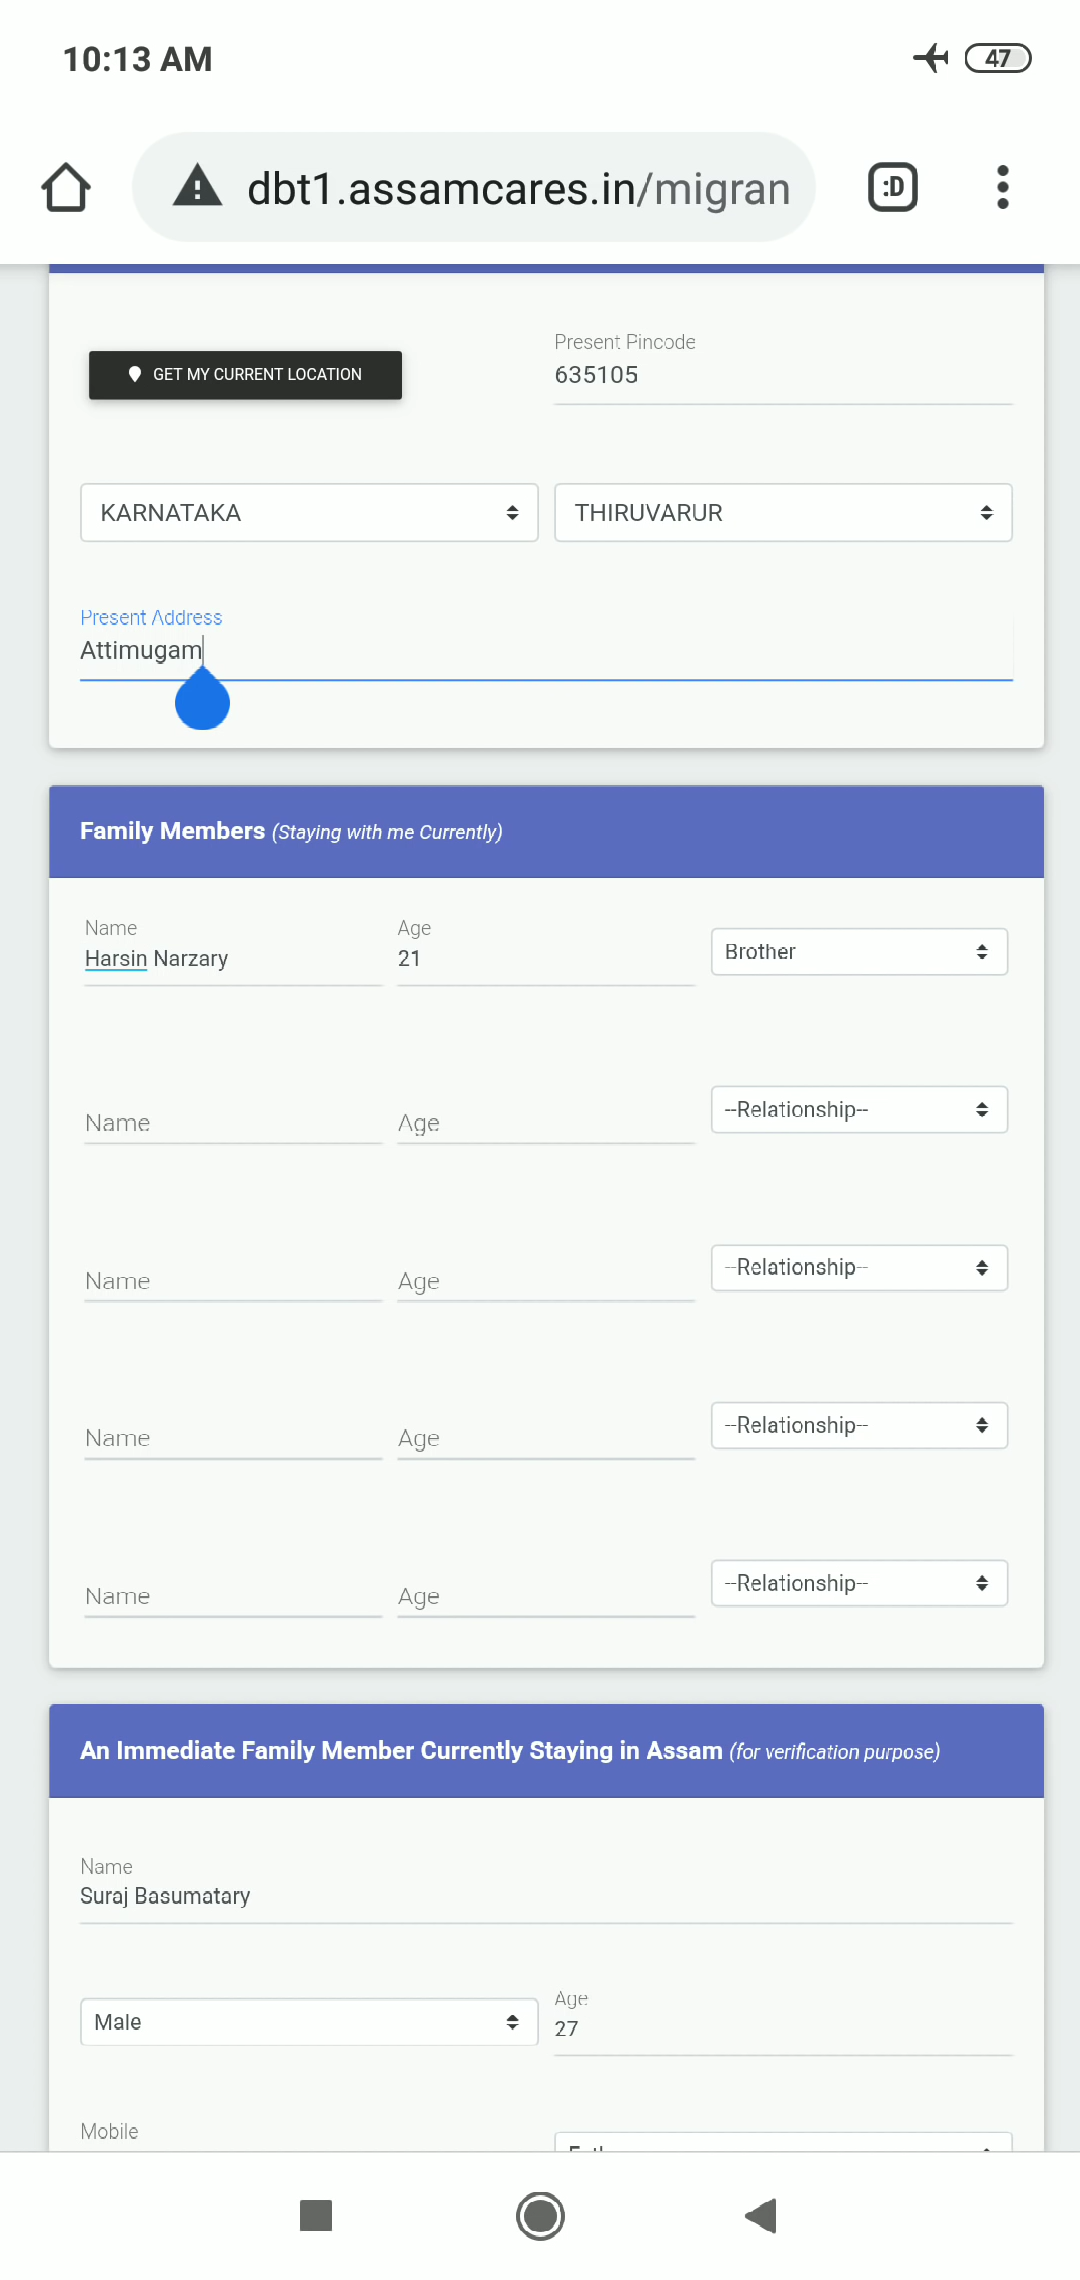 10:13 AM
47
dbt1.assamcares.in/migran
:D
Present Pincode
GET MY CURRENT LOCATION
635105
KARNATAKA
THIRUVARUR
Present Address
Attimugam
Family Members (Staying with me Currently)
Name
Age
Harsin Narzary
21
Brother
Name
Age
--Relationship--
Name
Age
--Relationship--
Name
Age
--Relationship--
Name
Age
--Relationship--
An Immediate Family Member Currently Staying in Assam (for verification purpose)
Name
Suraj Basumatary
Male
Age
27
Mobile